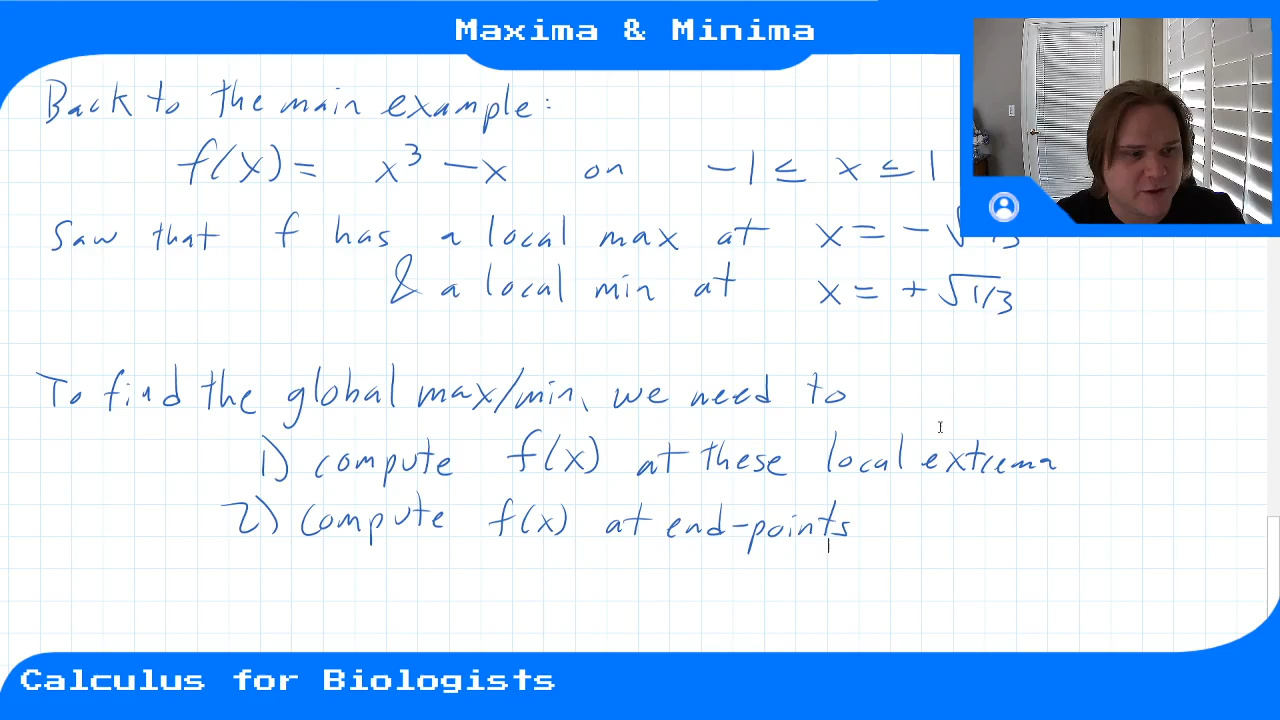 Maxima & Minima
Back to the main example:
f(x) = x³ - x on -1 ≤ x ≤ 1
Saw that f has a local max at x = -
& a local min at x = + √1/3
To find the global max/min, we need to
1) compute f(x) at these local extrema
2) compute f(x) at end-points
Calculus for Biologists